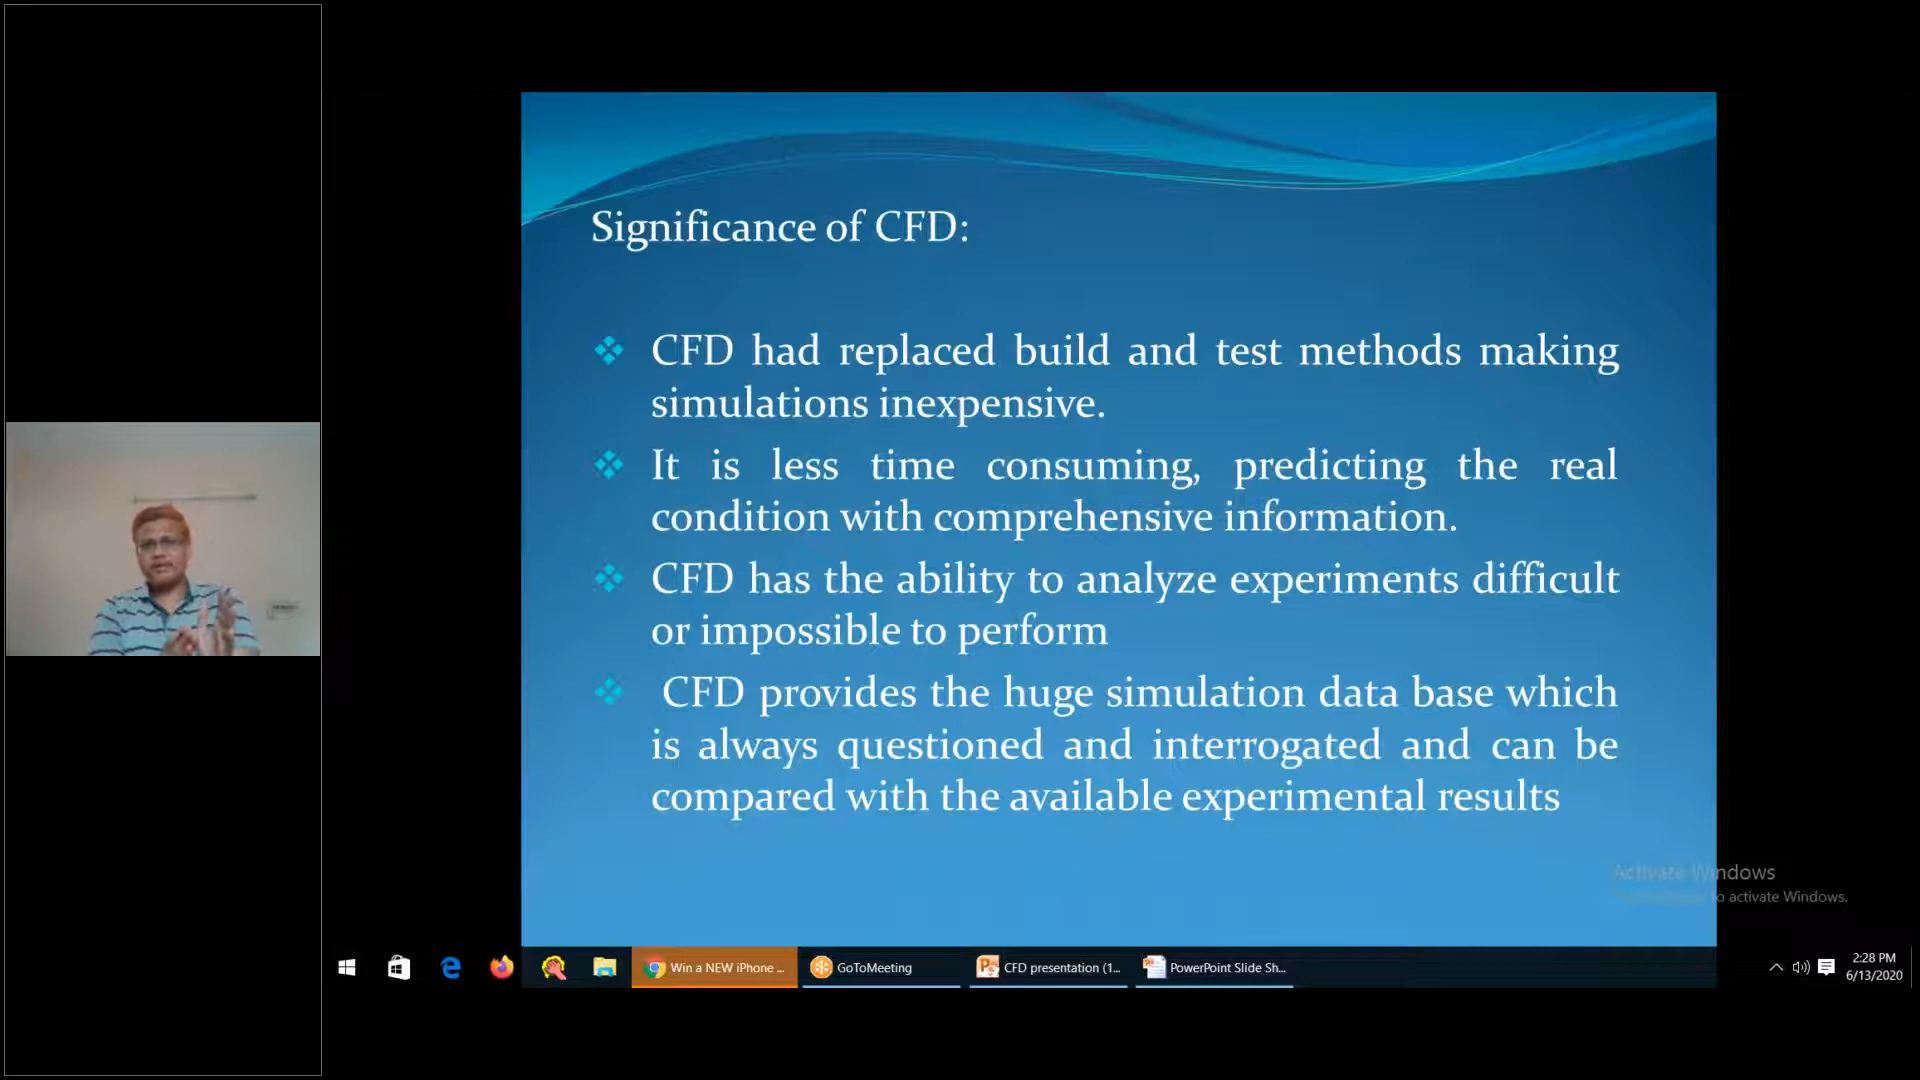 Significance of CFD:
CFD had replaced build and test methods making
simulations inexpensive.
It is less time consuming, predicting the real
condition with comprehensive information.
CFD has the ability to analyze experiments difficult
or impossible to perform
CFD provides the huge simulation data base which
is always questioned and interrogated and can be
compared with the available experimental results
Activate Windows
to activate Windows.
Win a NEW iPhone ...
GoToMeeting
CFD presentation (1...
PowerPoint Slide Sh...
2:28 PM
6/13/2020